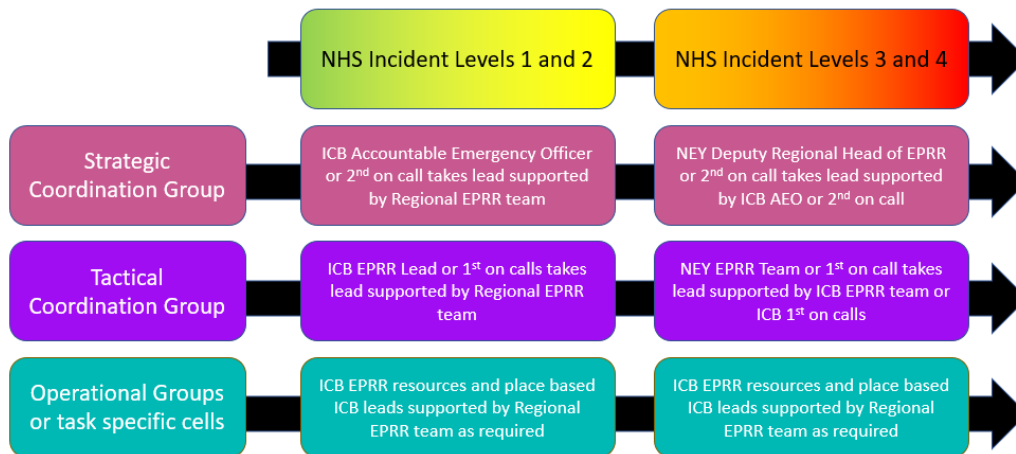 NHS Incident Levels 1 and 2
NHS Incident Levels 3 and 4
Strategic
Coordination Group
ICB Accountable Emergency Officer
or 2nd on call takes lead supported
by Regional EPRR team
NEY Deputy Regional Head of EPRR
or 2nd on call takes lead supported
by ICB AEO or 2nd on call
Tactical
Coordination Group
ICB EPRR Lead or 1st on calls takes
lead supported by Regional EPRR
team
NEY EPRR Team or 1st on call takes
lead supported by ICB EPRR team or
ICB 1st on calls
Operational Groups
or task specific cells
ICB EPRR resources and place based
ICB leads supported by Regional
EPRR team as required
ICB EPRR resources and place based
ICB leads supported by Regional
EPRR team as required